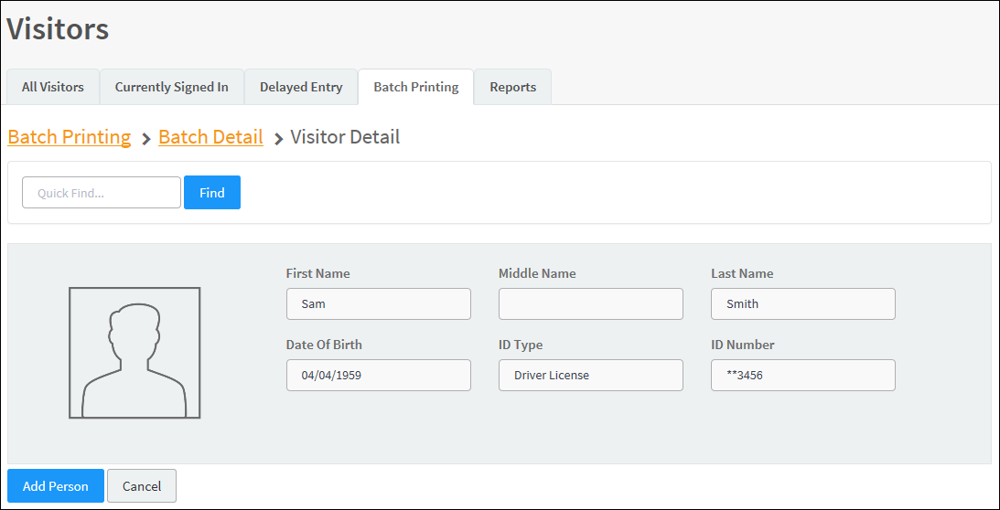 Visitors
All Visitors Currently Signed In Delayed Entry Batch Printing Reports
Batch Printing > Batch Detail > Visitor Detail
Quick Find... Find
First Name Middle Name Last Name
Sam Smith
Date Of Birth ID Type ID Number
04/04/1959 Driver License **3456
Add Person Cancel